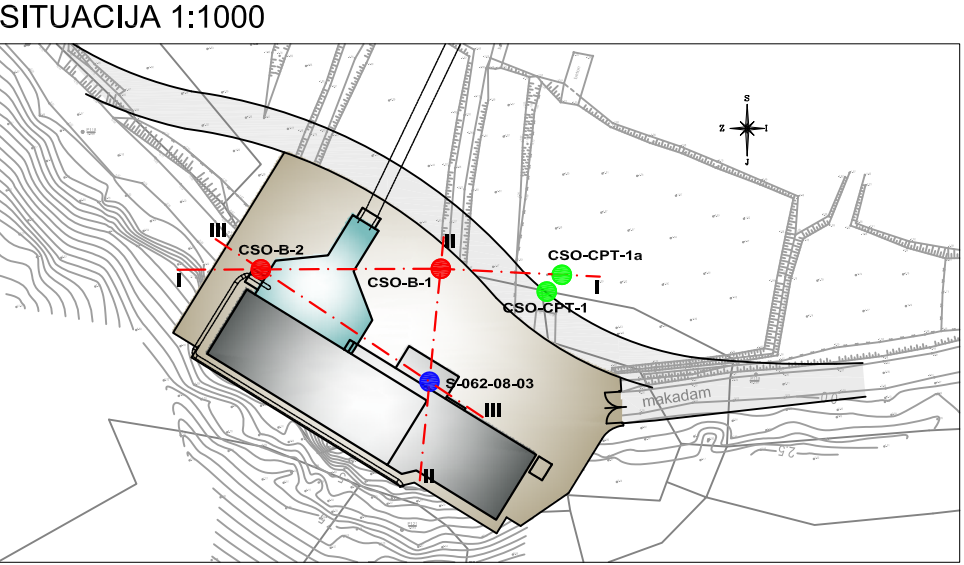 SITUACIJA 1:1000
S
Z I
J
III
II
CSO-B-2
CSO-CPT-1a
I
CSO-B-1
I
CSO-CPT-1
S-062-08-03
makadam
III
II